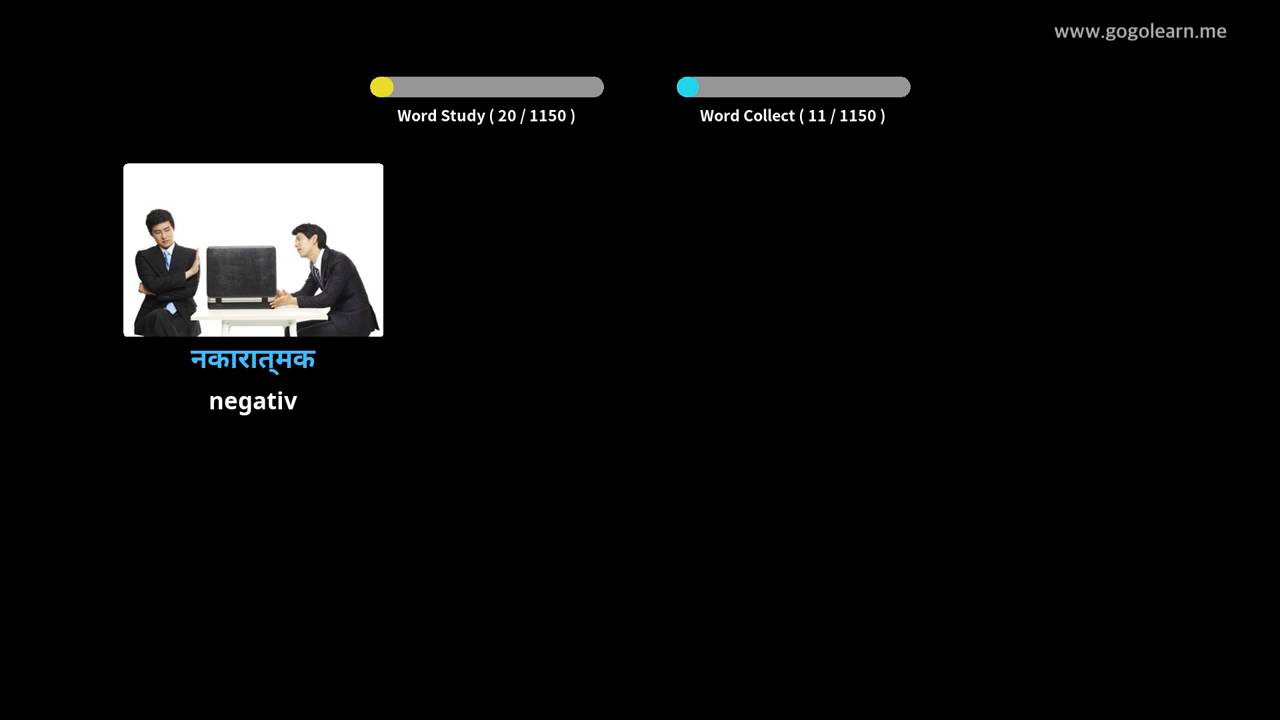 www.gogolearn.me
Word Study ( 20 / 1150 )
Word Collect ( 11 / 1150 )
नकारात्‍मक
negativ